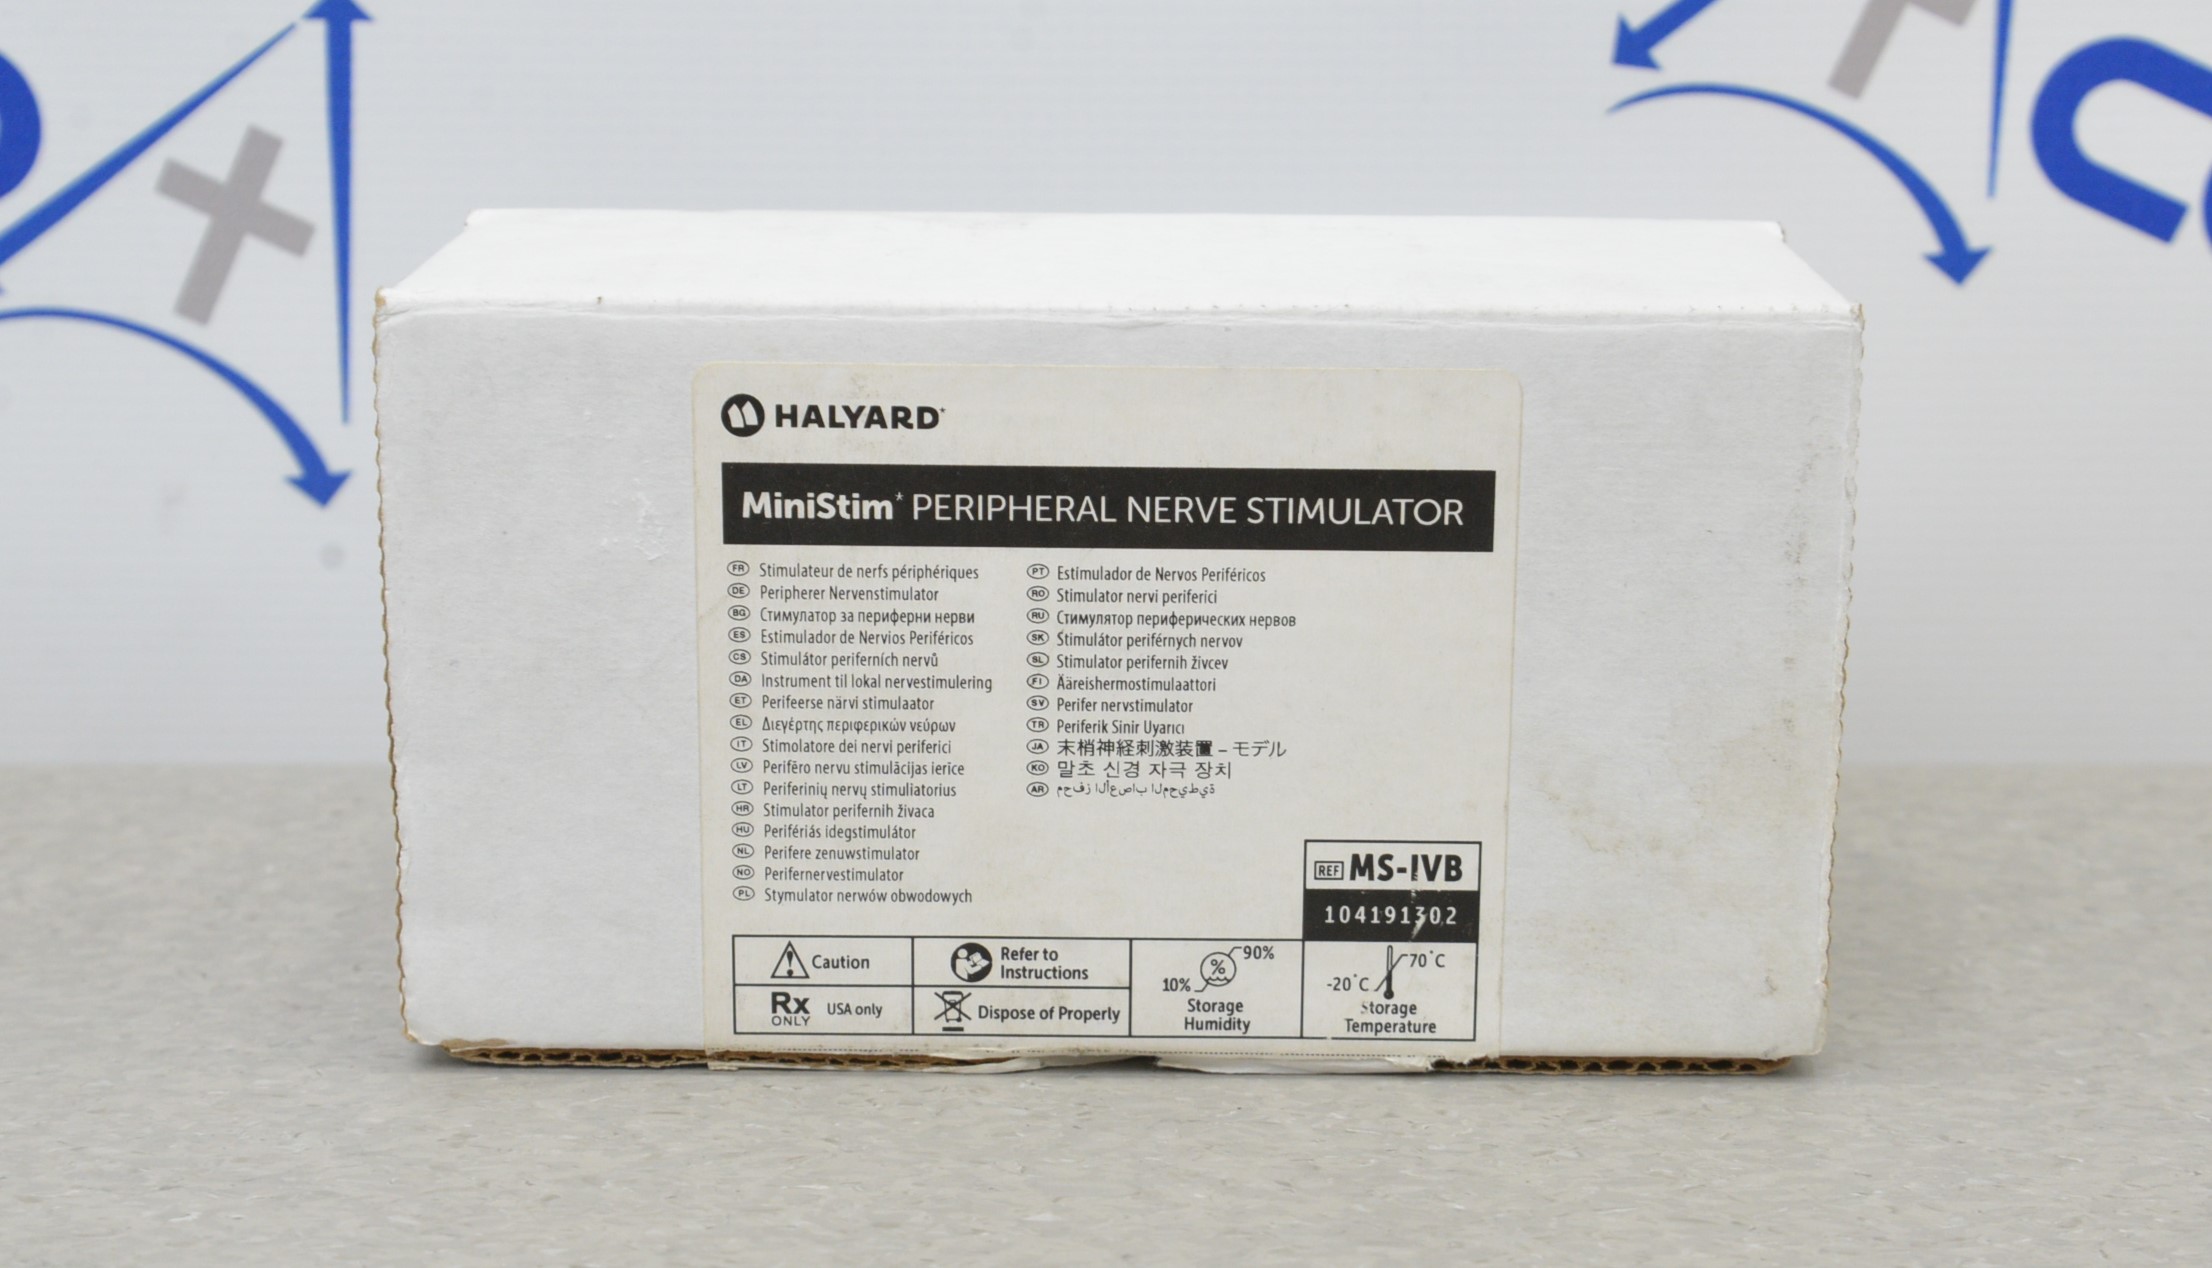 HALYARD*
MiniStim* PERIPHERAL NERVE STIMULATOR
FR Stimulateur de nerfs périphériques
DE Peripherer Nervenstimulator
BG Стимулатор за периферни нерви
ES Estimulador de Nervios Periféricos
CS Stimulátor periferních nervů
DA Instrument til lokal nervestimulering
ET Perifeerse närvi stimulaator
EL Διεγέρτης περιφερικών νεύρων
IT Stimolatore dei nervi periferici
LV Perifēro nervu stimulācijas ierice
LT Periferinių nervų stimuliatorius
HR Stimulator perifernih živaca
HU Perifériás idegstimulátor
NL Perifere zenuwstimulator
NO Perifernervestimulator
PL Stymulator nerwów obwodowych
PT Estimulador de Nervos Periféricos
RO Stimulator nervi periferici
RU Стимулятор периферических нервов
SK Stimulátor periférnych nervov
SL Stimulator perifernih živcev
FI Ääreishermostimulaattori
SV Perifer nervstimulator
TR Periferik Sinir Uyarıcı
JA 末梢神経刺激装置 – モデル
KO 말초 신경 자극 장치
AR محفز الأعصاب المحيطية
REF MS-IVB
104191302
Caution
Refer to
Instructions
Rx
ONLY
USA only
Dispose of Properly
90%
%
10%
Storage
Humidity
70°C
-20°C
Storage
Temperature